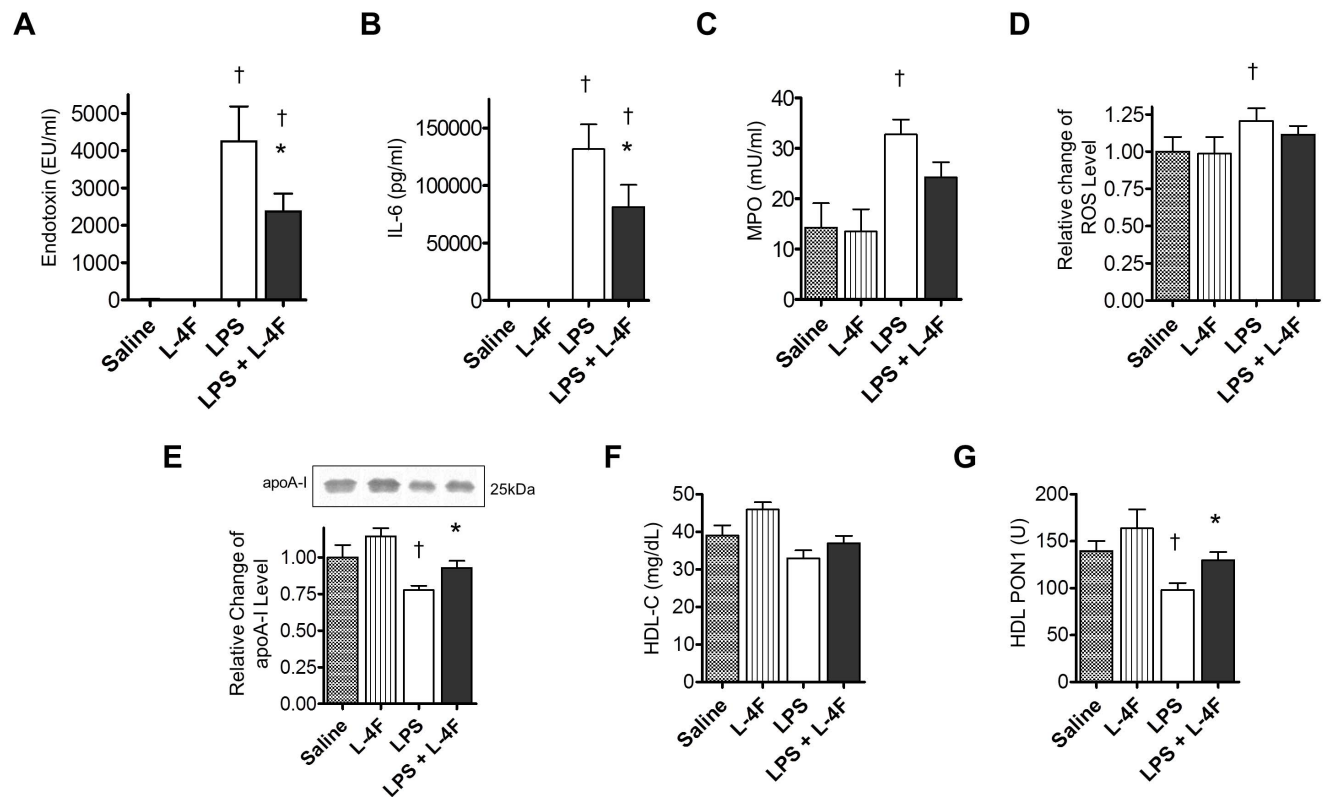 A
Endotoxin (EU/ml)
5000
4000
3000
2000
1000
0
†
†
*
Saline
L-4F
LPS
LPS + L-4F
B
IL-6 (pg/ml)
150000
100000
50000
0
†
†
*
Saline
L-4F
LPS
LPS + L-4F
C
MPO (mU/ml)
40
30
20
10
0
†
Saline
L-4F
LPS
LPS + L-4F
D
Relative change of
ROS Level
1.25
1.00
0.75
0.50
0.25
0.00
†
Saline
L-4F
LPS
LPS + L-4F
E
apoA-I
25kDa
Relative Change of
apoA-I Level
1.00
0.75
0.50
0.25
0.00
†
*
Saline
L-4F
LPS
LPS + L-4F
F
HDL-C (mg/dL)
50
40
30
20
10
0
Saline
L-4F
LPS
LPS + L-4F
G
HDL PON1 (U)
200
150
100
50
0
†
*
Saline
L-4F
LPS
LPS + L-4F